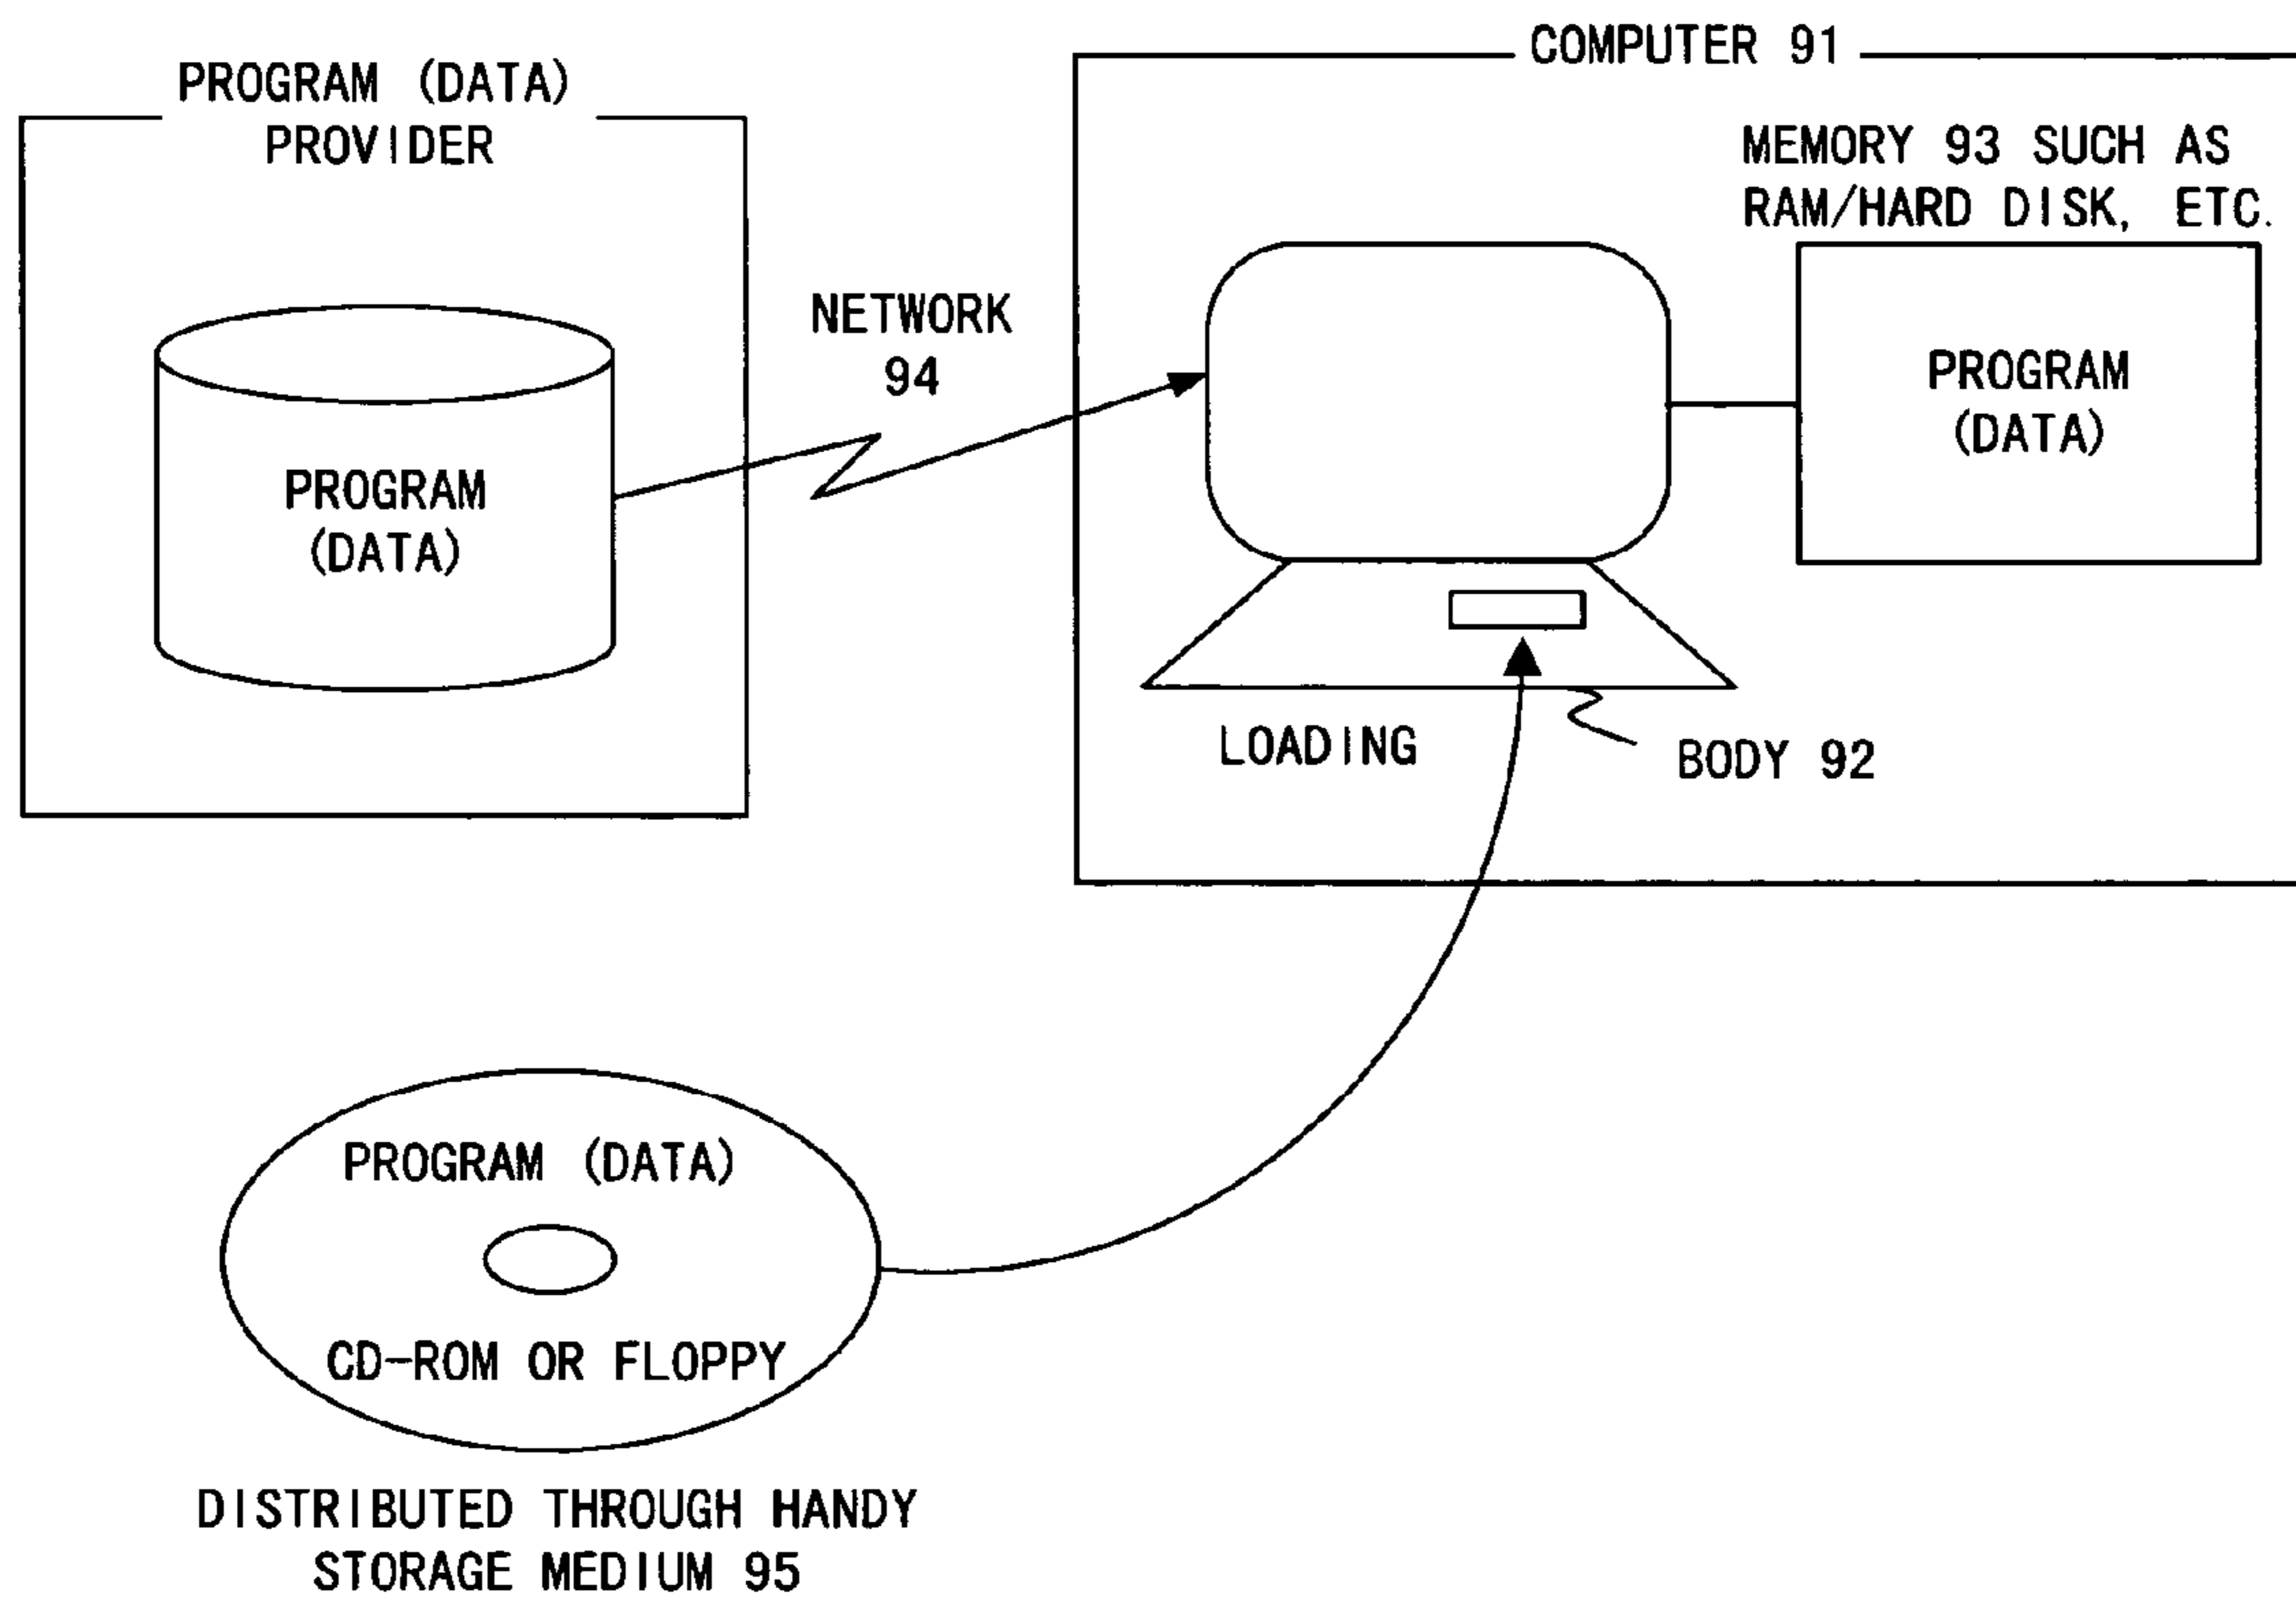 PROGRAM (DATA)
PROVIDER
PROGRAM
(DATA)
NETWORK
94
COMPUTER 91
MEMORY 93 SUCH AS
RAM/HARD DISK, ETC.
PROGRAM
(DATA)
LOADING
BODY 92
PROGRAM (DATA)
CD-ROM OR FLOPPY
DISTRIBUTED THROUGH HANDY
STORAGE MEDIUM 95